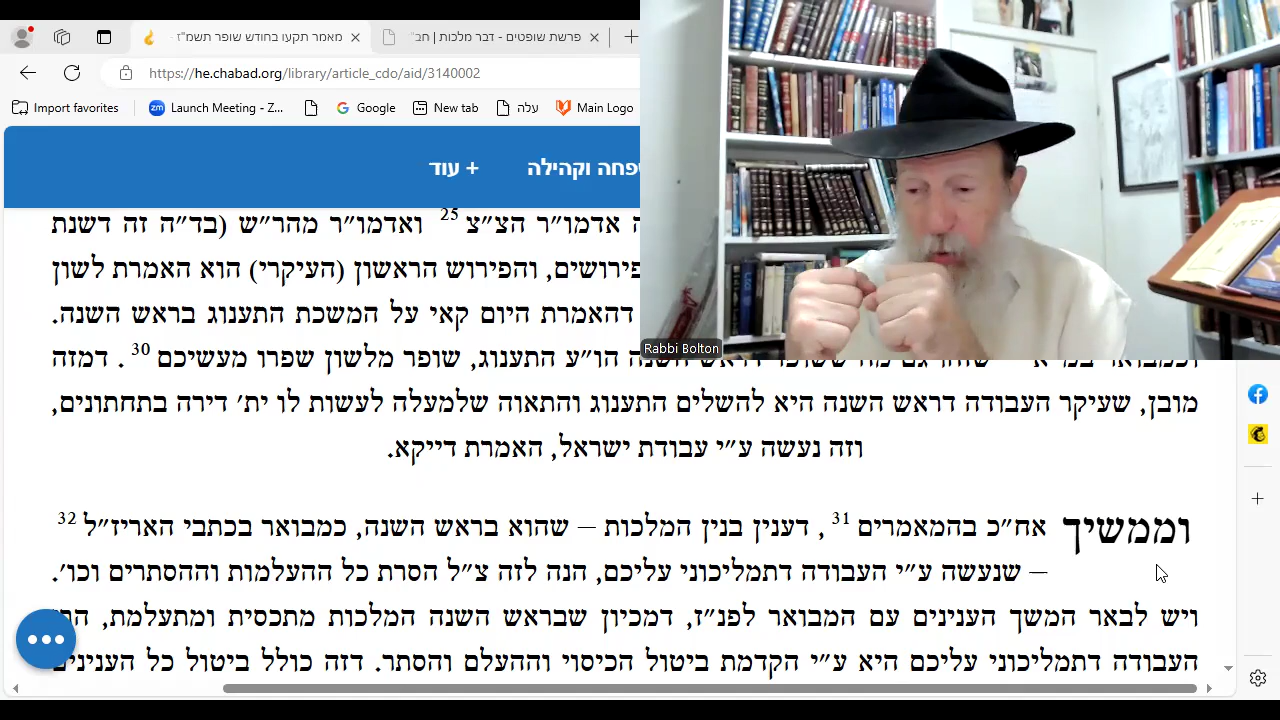 מאמר תקעו בחודש שופר תשמ"ז -
פרשת שופטים - דבר מלכות | חב"
https://he.chabad.org/library/article_cdo/aid/3140002
Import favorites
Launch Meeting - Z...
Google
New tab
עלה
Main Logo
zm
וקהילה
+ עוד
אדמו״ר הצ״צ 25 ואדמו״ר מהר״ש (בד״ה זה דשנת
והפירוש הראשון (העיקרי) הוא האמרת לשון
דהאמרת היום קאי על המשכת התענוג בראש השנה.
השנה הו״ע התענוג, שופר מלשון שפרו מעשיכם 30. דמזה
מובן, שעיקר העבודה דראש השנה היא להשלים התענוג והתאוה שלמעלה לעשות לו ית׳ דירה בתחתונים,
וזה נעשה ע״י עבודת ישראל, האמרת דייקא.
וממשיך אח״כ בהמאמרים 31, דענין בנין המלכות – שהוא בראש השנה, כמבואר בכתבי האריז״ל 32
– שנעשה ע״י העבודה דתמליכוני עליכם, הנה לזה צ״ל הסרת כל ההעלמות וההסתרים וכו׳.
ויש לבאר המשך הענינים עם המבואר לפנ״ז, דמכיון שבראש השנה המלכות מתכסית ומתעלמת,
העבודה דתמליכוני עליכם היא ע״י הקדמת ביטול הכיסוי וההעלם והסתר. דזה כולל ביטול כל הענינים
Rabbi Bolton